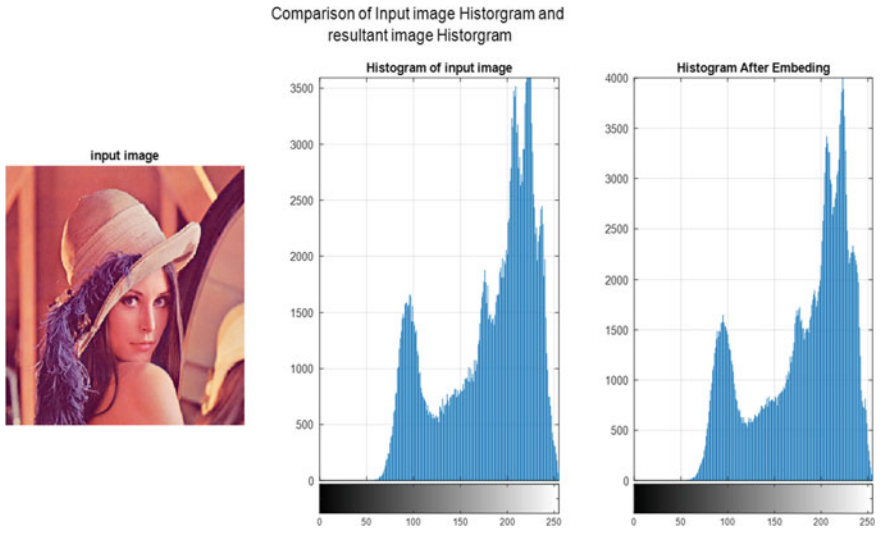 Comparison of Input image Historgram and
resultant image Historgram
input image
Histogram of input image
3500
3000
2500
2000
1500
1000
500
0
0 50 100 150 200 250
Histogram After Embeding
4000
3500
3000
2500
2000
1500
1000
500
0
0 50 100 150 200 250